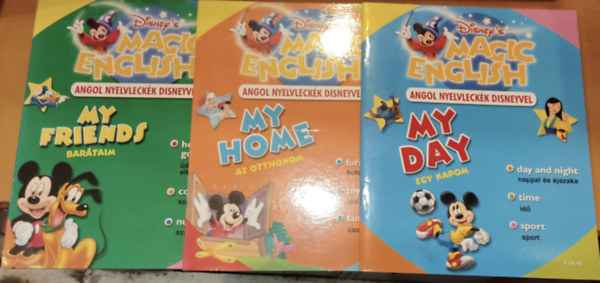 Disney's
MAGIC
ENGLISH
ANGOL NYELVLECKÉK DISNEYVEL
MY
FRIENDS
BARÁTAIM
Disney's
MAGIC
ENGLISH
ANGOL NYELVLECKÉK DISNEYVEL
MY
HOME
AZ OTTHONOM
Disney's
MAGIC
ENGLISH
ANGOL NYELVLECKÉK DISNEYVEL
MY
DAY
EGY NAPOM
day and night
nappal és éjszaka
time
idő
sport
sport